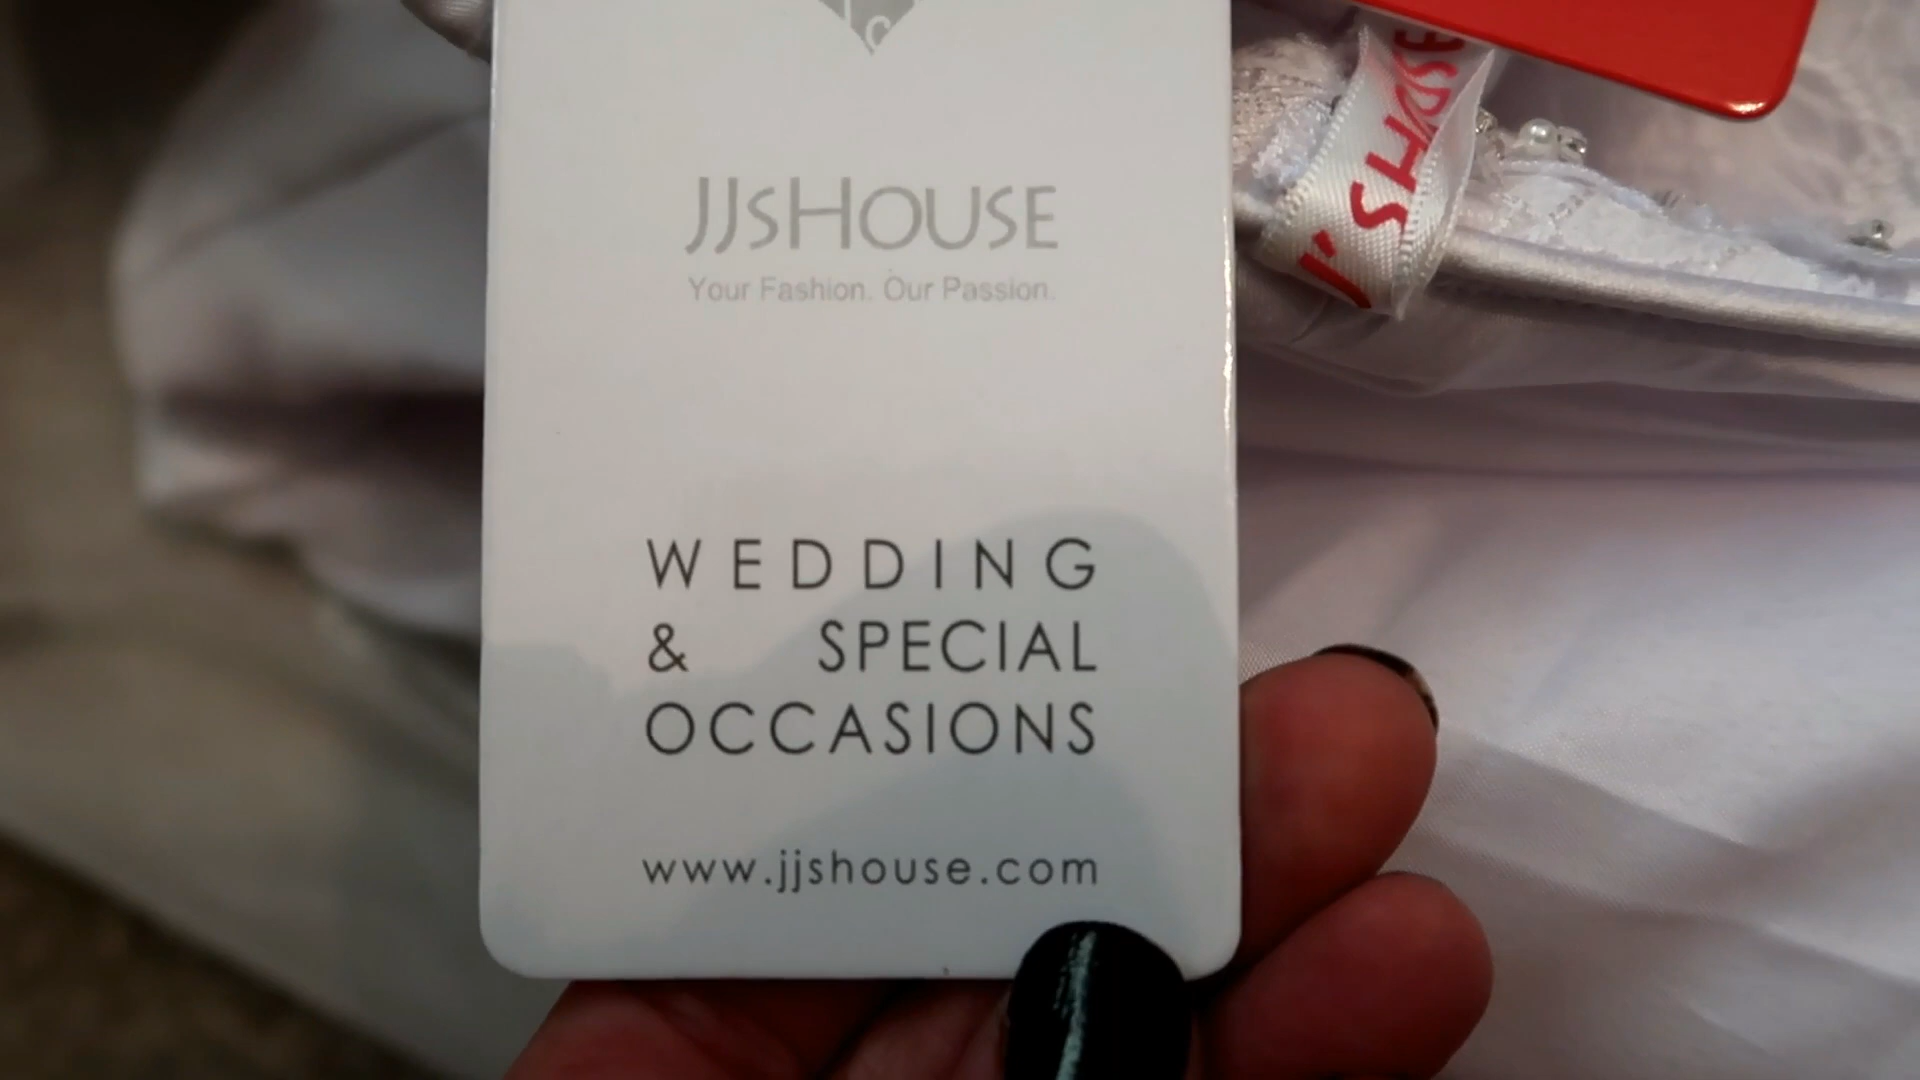 JJsHOUSE
Your Fashion. Our Passion.
WEDDING
& SPECIAL
OCCASIONS
www.jjshouse.com